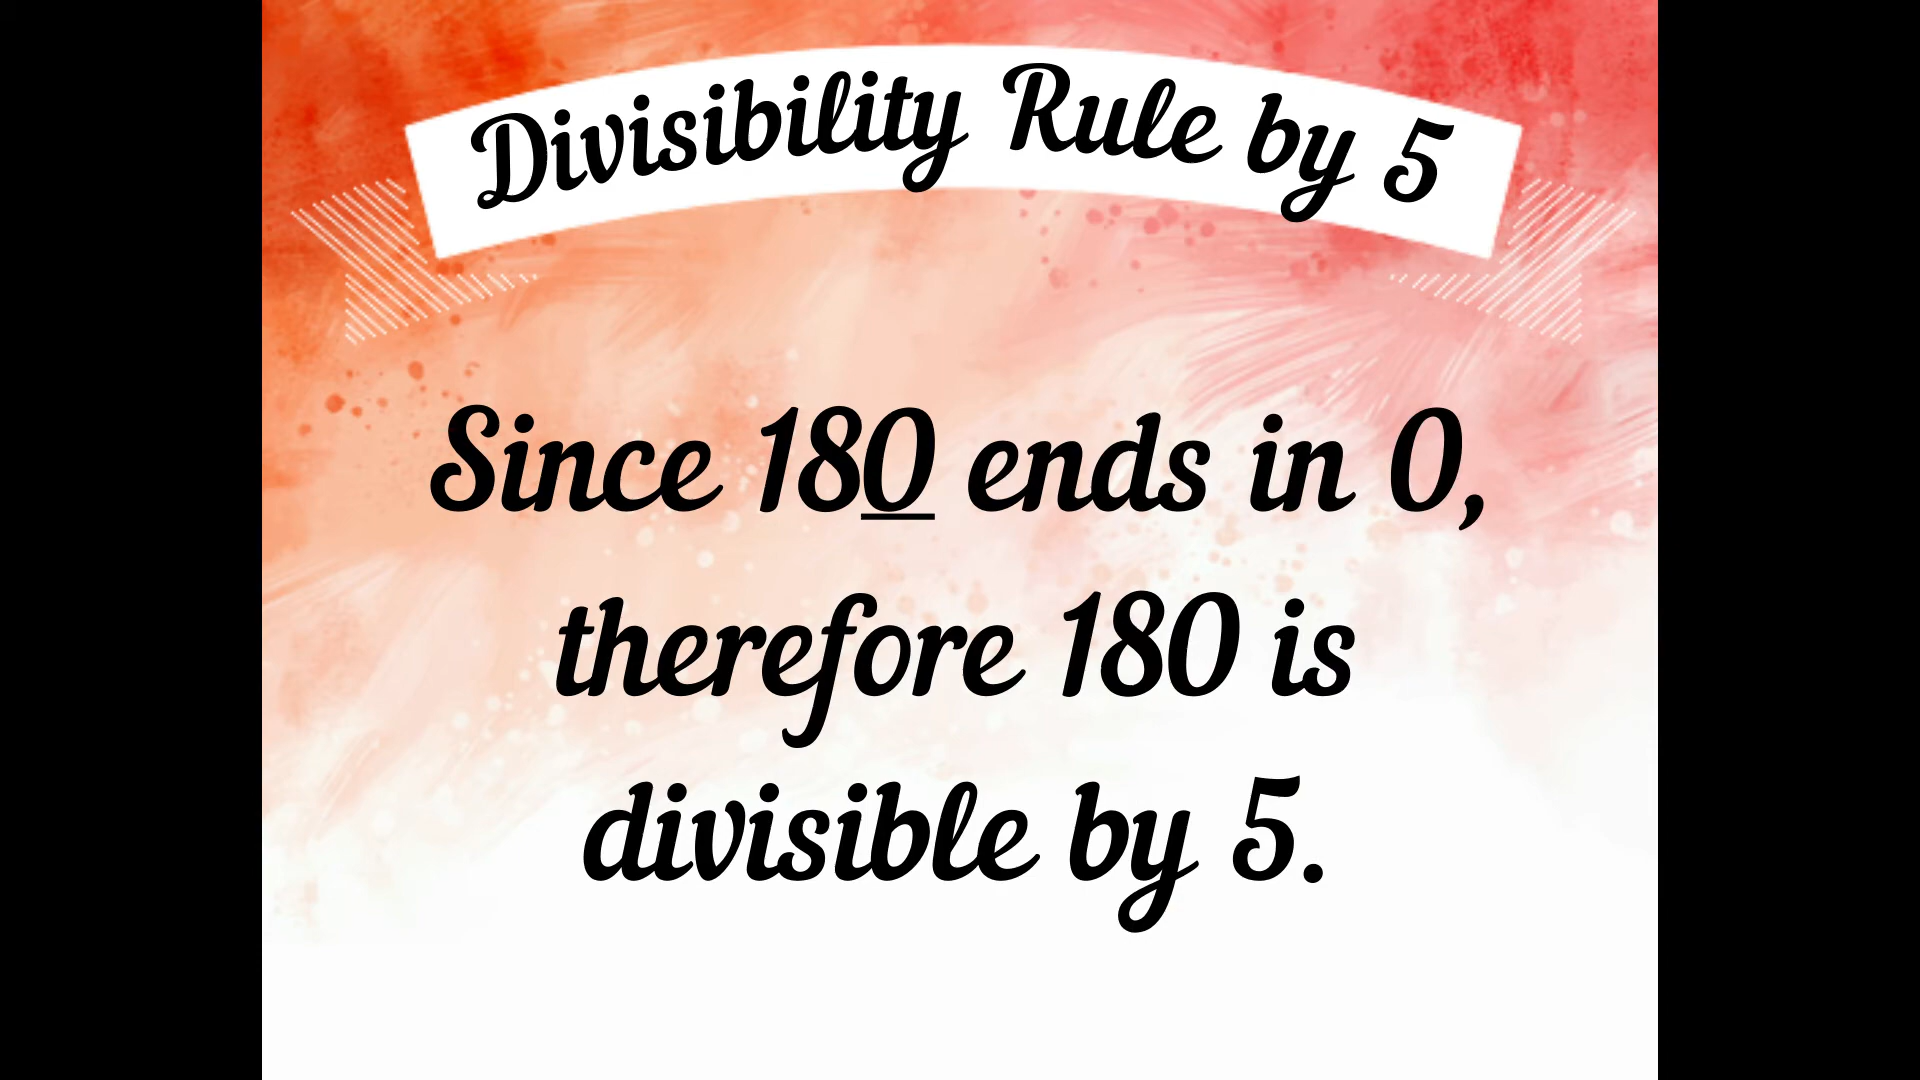 Divisibility Rule by 5
Since 180 ends in 0,
therefore 180 is
divisible by 5.